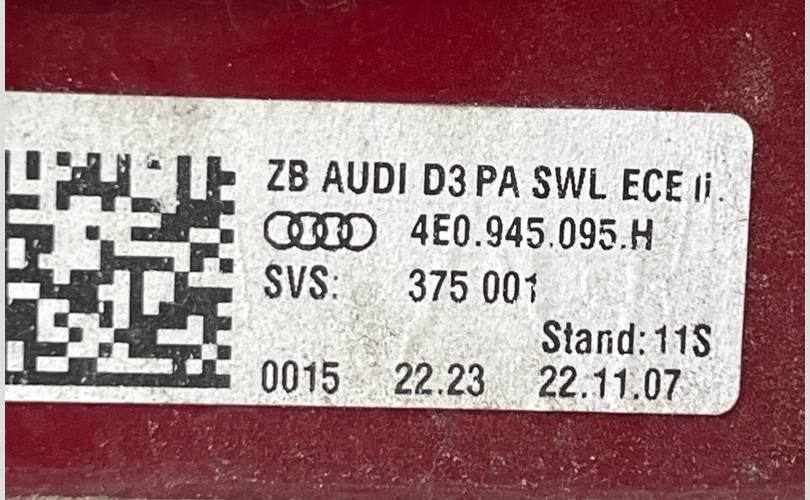 ZB AUDI D3 PA SWL ECE li.
4E0.945.095.H
SVS: 375 001
Stand: 11S
0015 22.23 22.11.07